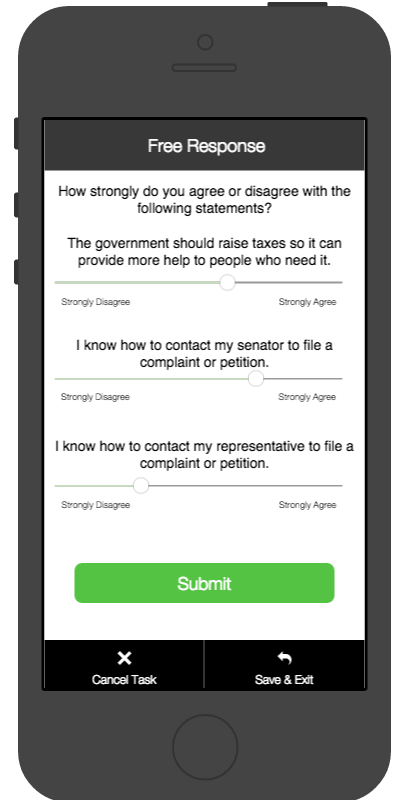 Free Response
How strongly do you agree or disagree with the
following statements?
The government should raise taxes so it can
provide more help to people who need it.
Strongly Disagree Strongly Agree
I know how to contact my senator to file a
complaint or petition.
Strongly Disagree Strongly Agree
I know how to contact my representative to file a
complaint or petition.
Strongly Disagree Strongly Agree
Submit
Cancel Task Save & Exit